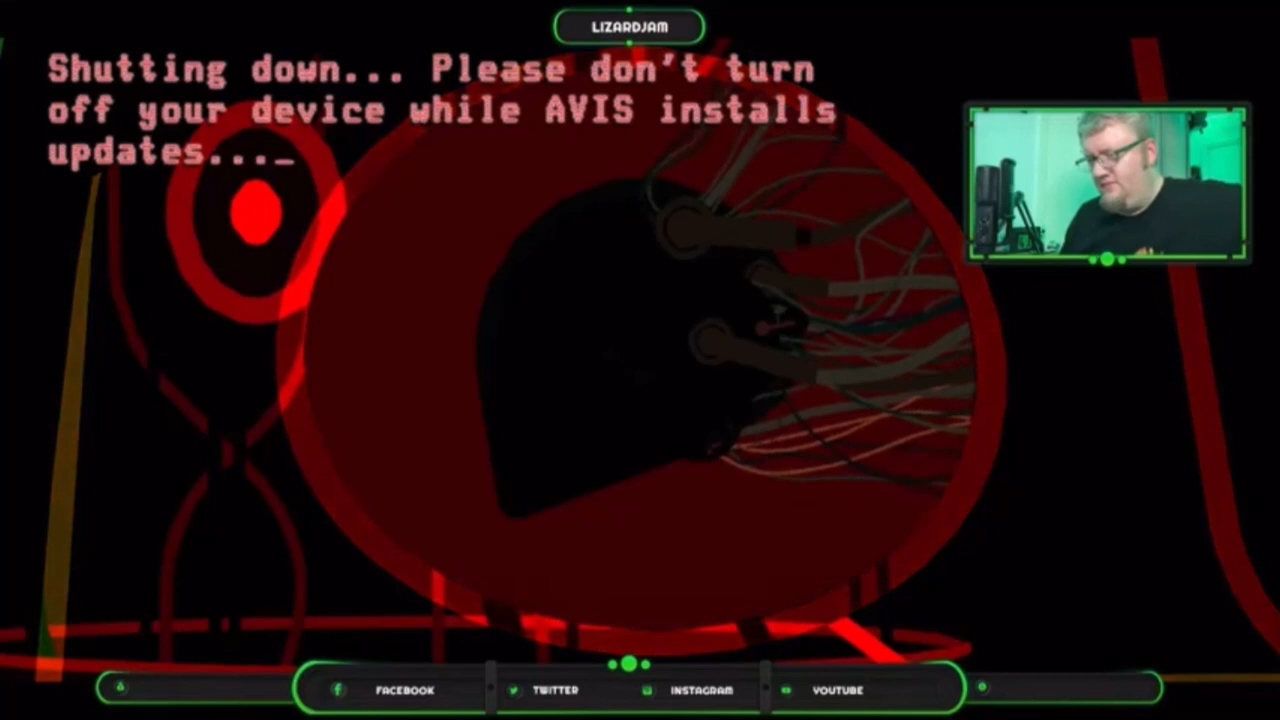 LIZARDJAM
Shutting down... Please don't turn
off your device while AVIS installs
updates..._
FACEBOOK
TWITTER
INSTAGRAM
YOUTUBE